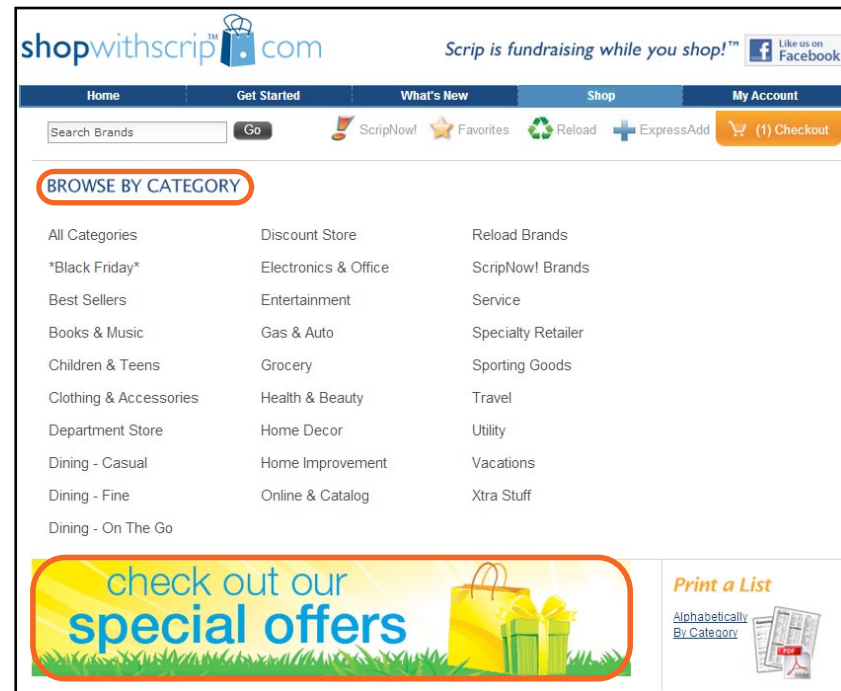 shopwithscrip™.com
Scrip is fundraising while you shop!™
Like us on
Facebook
Home Get Started What's New Shop My Account
Search Brands Go ScripNow! Favorites Reload ExpressAdd (1) Checkout
BROWSE BY CATEGORY
All Categories Discount Store Reload Brands
*Black Friday* Electronics & Office ScripNow! Brands
Best Sellers Entertainment Service
Books & Music Gas & Auto Specialty Retailer
Children & Teens Grocery Sporting Goods
Clothing & Accessories Health & Beauty Travel
Department Store Home Decor Utility
Dining - Casual Home Improvement Vacations
Dining - Fine Online & Catalog Xtra Stuff
Dining - On The Go
check out our
special offers
Print a List
Alphabetically
By Category
PDF